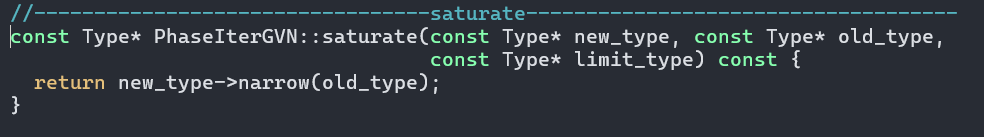 //---------------------------------saturate------------------------------------
const Type* PhaseIterGVN::saturate(const Type* new_type, const Type* old_type,
                                   const Type* limit_type) const {
  return new_type->narrow(old_type);
}